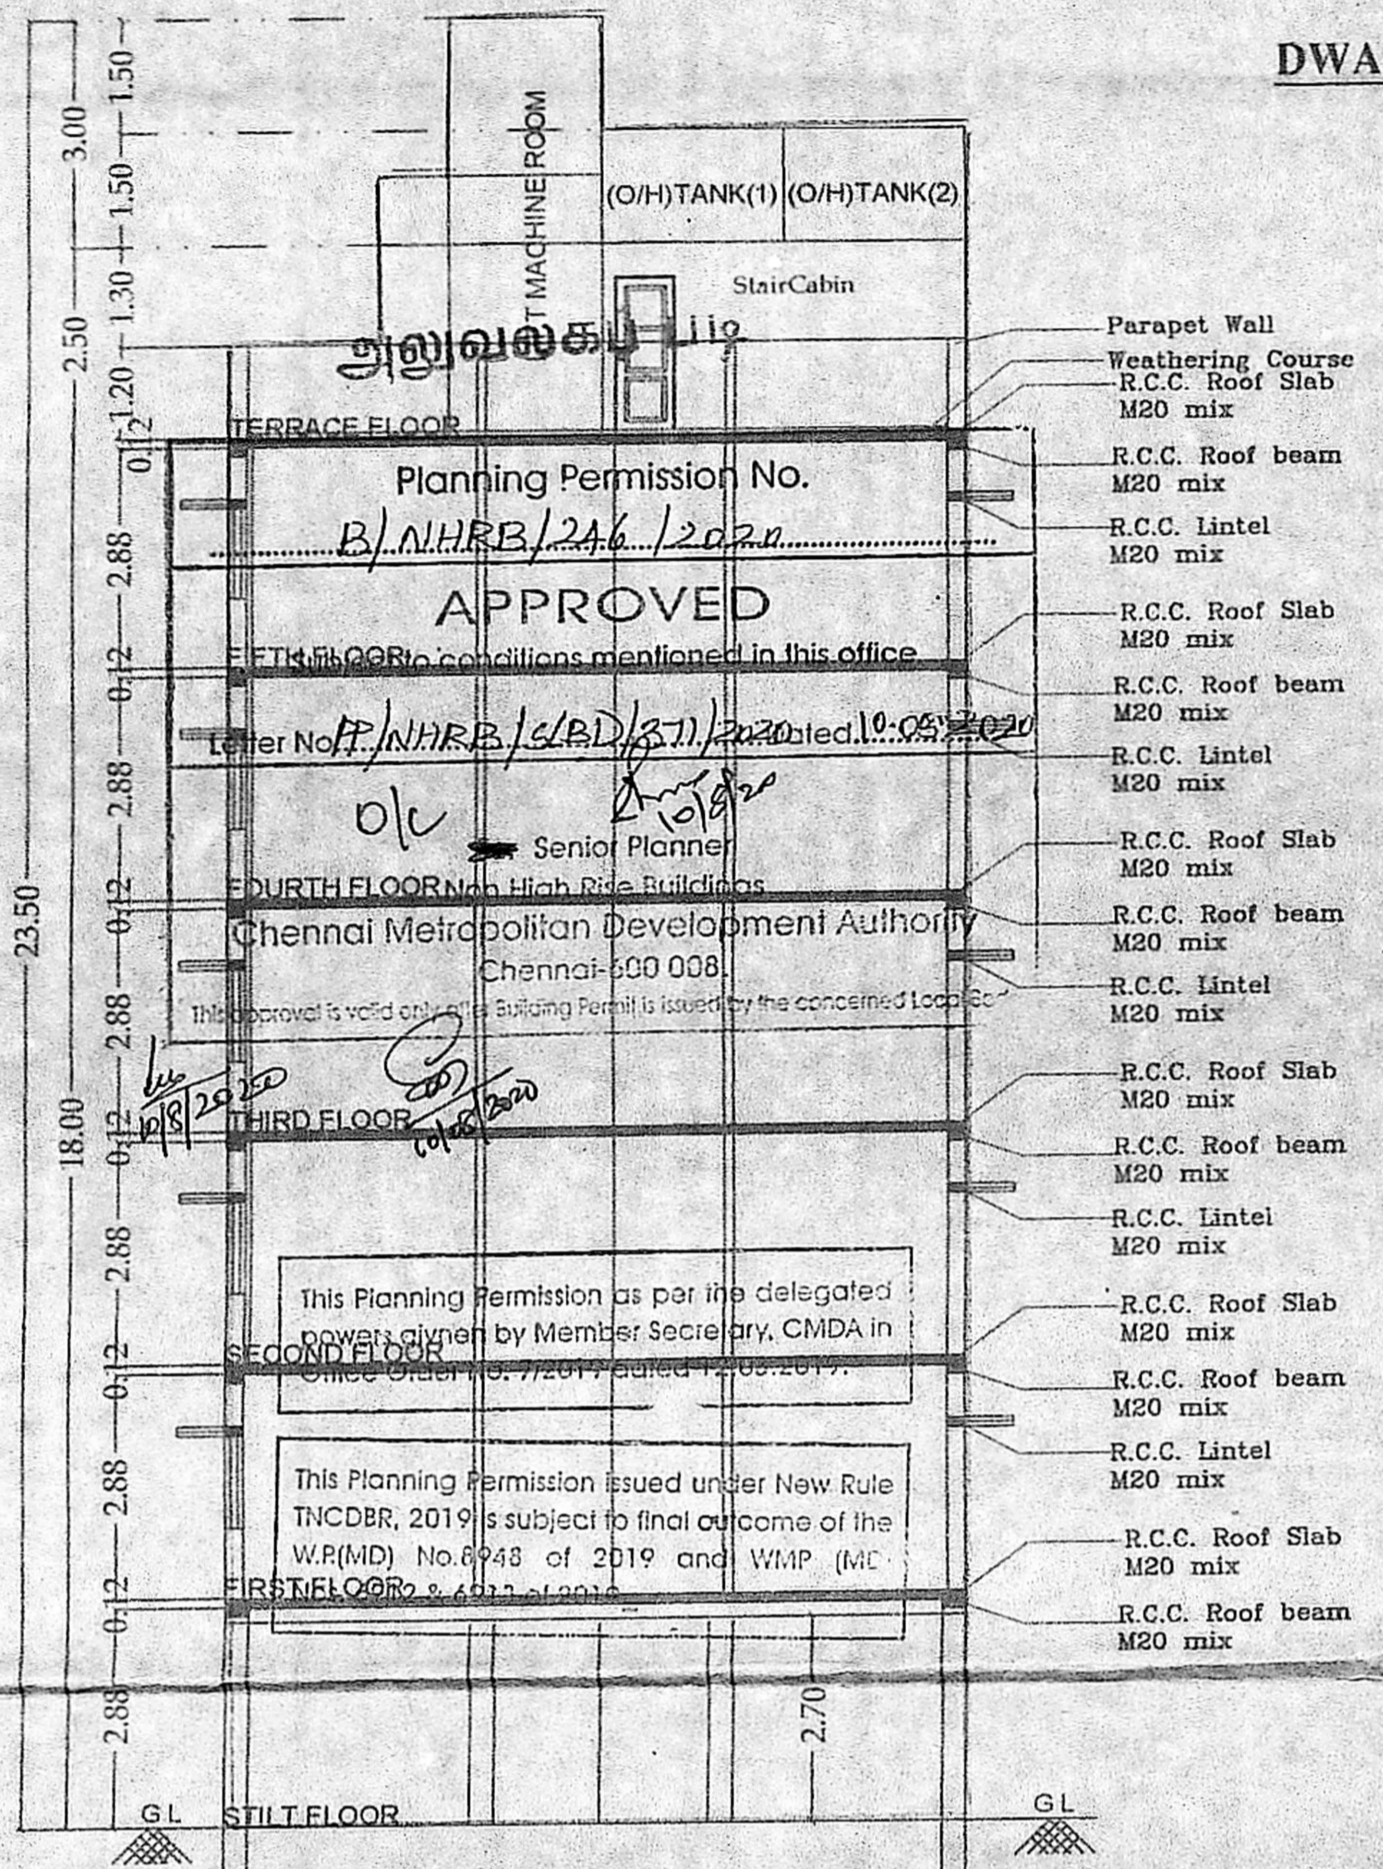 DWA
1.50
3.00
T MACHINE ROOM
(O/H)TANK(1)
(O/H)TANK(2)
1.50
StairCabin
1.30
2.50
Parapet Wall
Weathering Course
R.C.C. Roof Slab
M20 mix
1.20
TERRACE FLOOR
0.12
R.C.C. Roof beam
M20 mix
Planning Permission No.
B/NHRB/246/2020
R.C.C. Lintel
M20 mix
2.88
APPROVED
R.C.C. Roof Slab
M20 mix
FIFTH FLOOR
to conditions mentioned in this office
0.12
R.C.C. Roof beam
M20 mix
Letter No. PP/NHRB/S(BD/371/2020 dated
R.C.C. Lintel
M20 mix
2.88
O/C
10/8/20
Senior Planner
R.C.C. Roof Slab
M20 mix
FOURTH FLOOR
Non High Rise Buildings
0.12
R.C.C. Roof beam
M20 mix
23.50
Chennai Metropolitan Development Authority
Chennai-600 008.
R.C.C. Lintel
M20 mix
This approval is valid only after Building Permit is issued by the concerned
2.88
10/8/2020
10/08/2020
R.C.C. Roof Slab
M20 mix
THIRD FLOOR
0.12
18.00
R.C.C. Roof beam
M20 mix
R.C.C. Lintel
M20 mix
2.88
This Planning Permission as per the delegated
powers givnen by Member Secretary, CMDA in
Office Order No. 7/2019 dated
SECOND FLOOR
0.12
R.C.C. Roof Slab
M20 mix
R.C.C. Roof beam
M20 mix
R.C.C. Lintel
M20 mix
2.88
This Planning Permission issued under New Rule
TNCDBR, 2019 is subject to final outcome of the
W.P.(MD) No.8948 of 2019 and WMP (MD
FIRST FLOOR
0.12
R.C.C. Roof Slab
M20 mix
R.C.C. Roof beam
M20 mix
2.88
2.70
GL
STILT FLOOR
GL